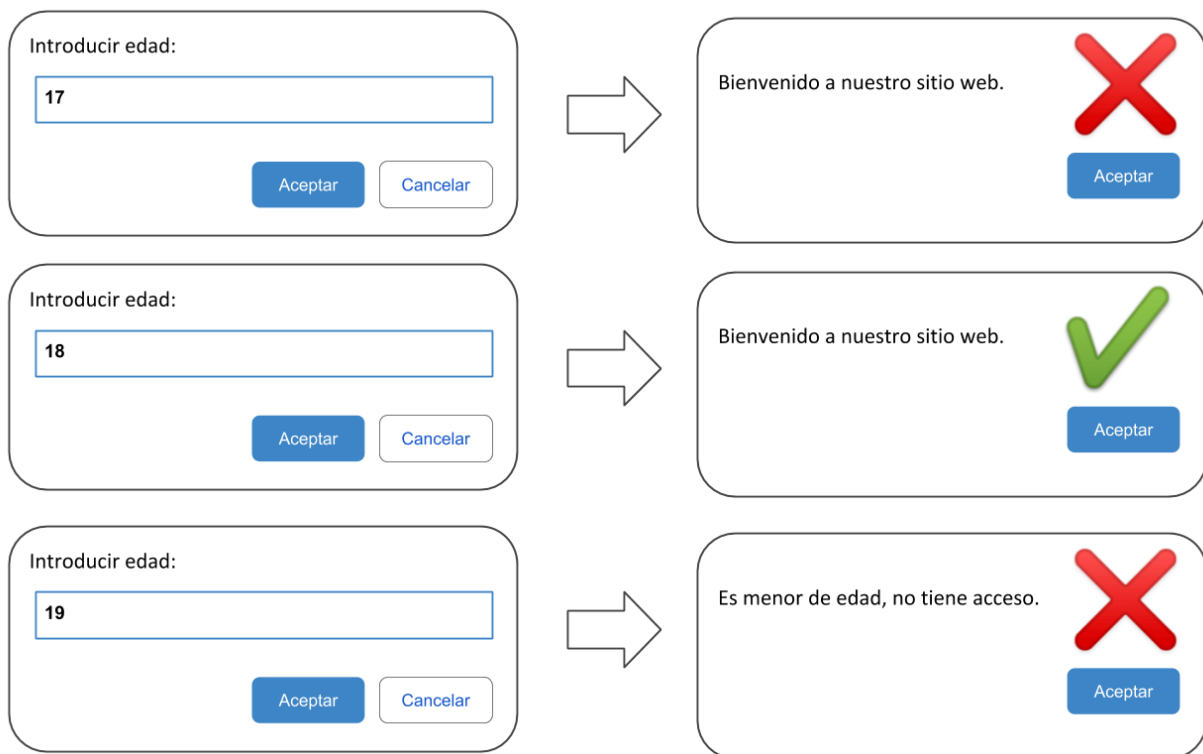 Introducir edad:
17
Aceptar Cancelar
Bienvenido a nuestro sitio web.
Aceptar
Introducir edad:
18
Aceptar Cancelar
Bienvenido a nuestro sitio web.
Aceptar
Introducir edad:
19
Aceptar Cancelar
Es menor de edad, no tiene acceso.
Aceptar